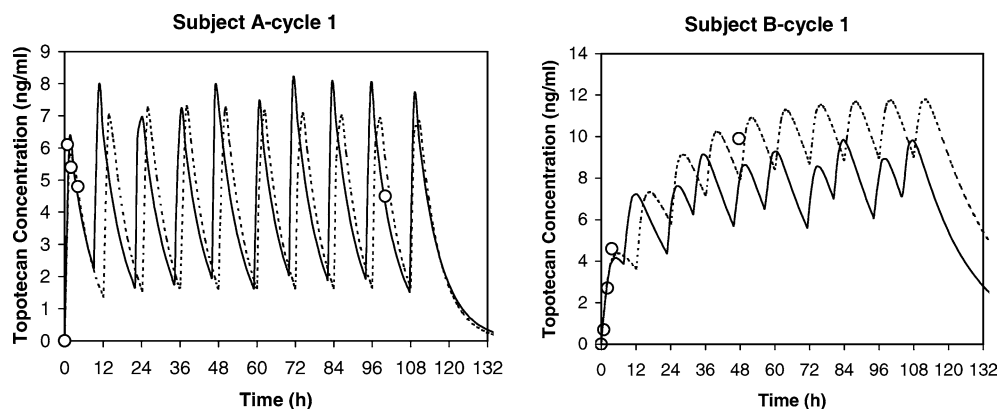 Subject A-cycle 1
Topotecan Concentration (ng/ml)
9
8
7
6
5
4
3
2
1
0
0 12 24 36 48 60 72 84 96 108 120 132
Time (h)
Subject B-cycle 1
Topotecan Concentration (ng/ml)
14
12
10
8
6
4
2
0
0 12 24 36 48 60 72 84 96 108 120 132
Time (h)